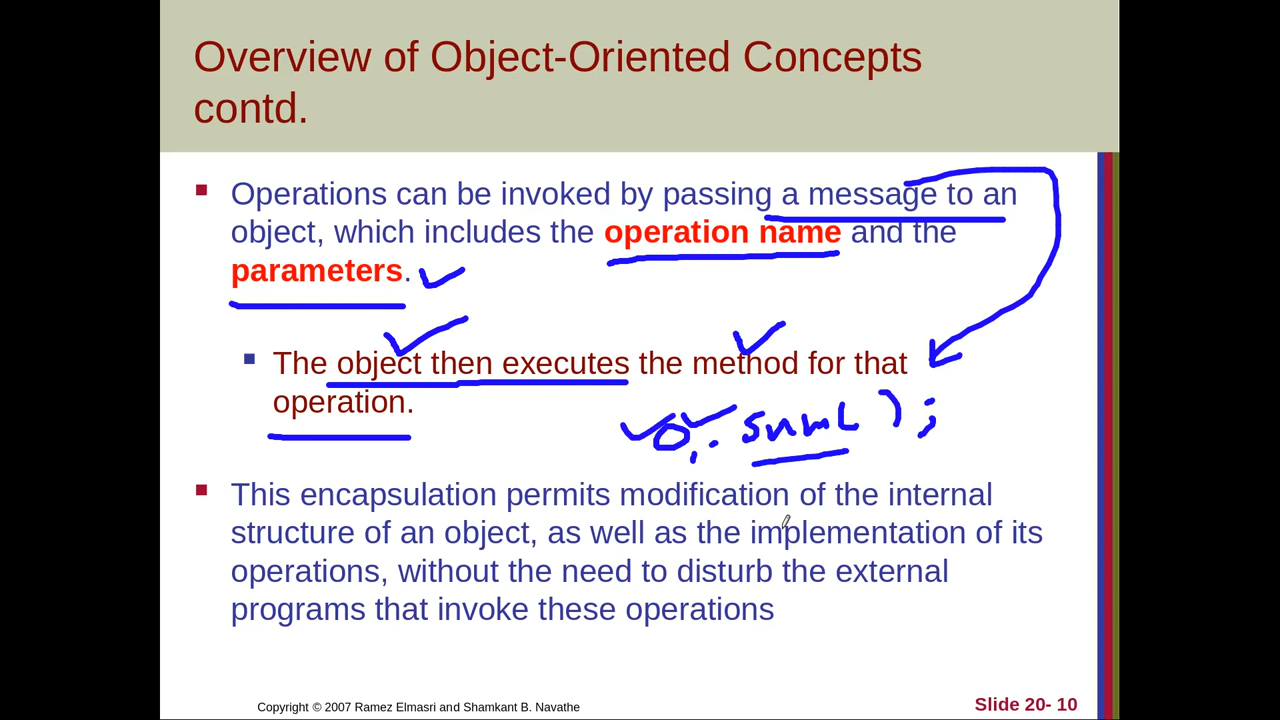 Overview of Object-Oriented Concepts
contd.
Operations can be invoked by passing a message to an
object, which includes the operation name and the
parameters.
The object then executes the method for that
operation.
This encapsulation permits modification of the internal
structure of an object, as well as the implementation of its
operations, without the need to disturb the external
programs that invoke these operations
Copyright © 2007 Ramez Elmasri and Shamkant B. Navathe
Slide 20- 10